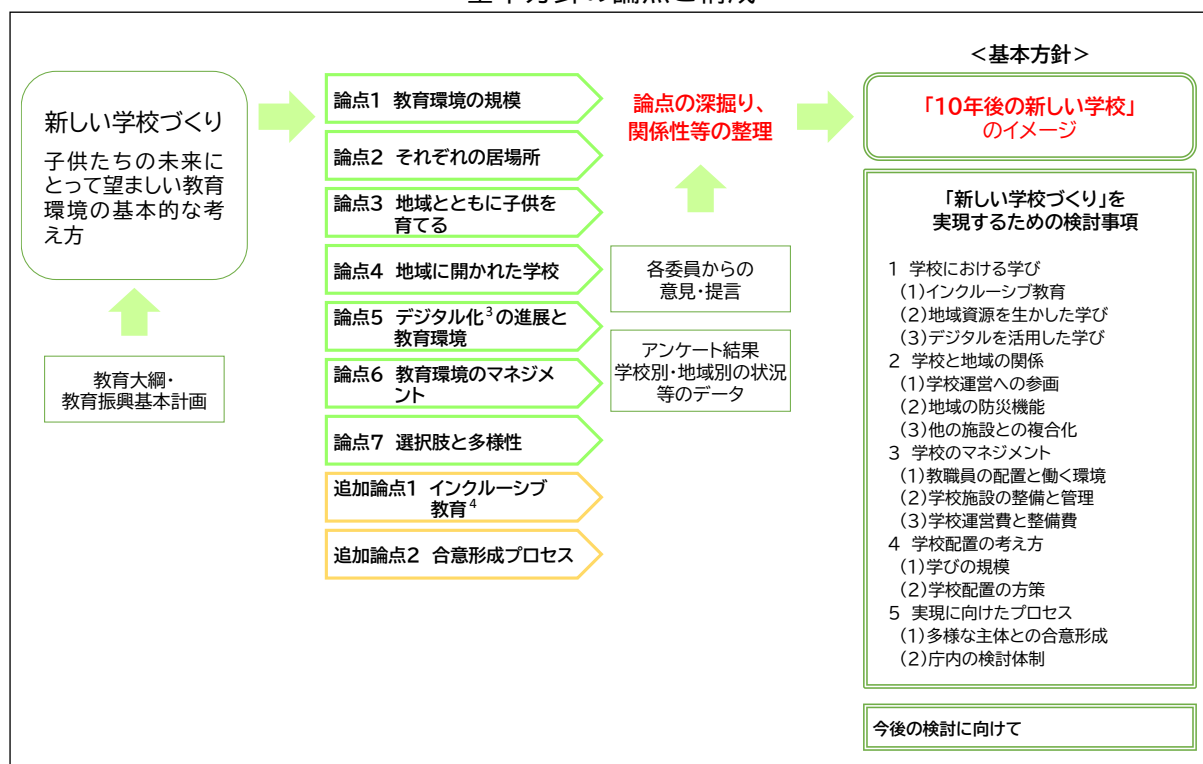 新しい学校づくり
子供たちの未来に
とって望ましい教育
環境の基本的な考
え方
教育大綱・
教育振興基本計画
論点1 教育環境の規模
論点2 それぞれの居場所
論点3 地域とともに子供を
育てる
論点4 地域に開かれた学校
論点5 デジタル化3の進展と
教育環境
論点6 教育環境のマネジメ
ント
論点7 選択肢と多様性
追加論点1 インクルーシブ
教育4
追加論点2 合意形成プロセス
論点の深掘り、
関係性等の整理
各委員からの
意見・提言
アンケート結果
学校別・地域別の状況
等のデータ
<基本方針>
「10年後の新しい学校」
のイメージ
「新しい学校づくり」を
実現するための検討事項
1 学校における学び
(1)インクルーシブ教育
(2)地域資源を生かした学び
(3)デジタルを活用した学び
2 学校と地域の関係
(1)学校運営への参画
(2)地域の防災機能
(3)他の施設との複合化
3 学校のマネジメント
(1)教職員の配置と働く環境
(2)学校施設の整備と管理
(3)学校運営費と整備費
4 学校配置の考え方
(1)学びの規模
(2)学校配置の方策
5 実現に向けたプロセス
(1)多様な主体との合意形成
(2)庁内の検討体制
今後の検討に向けて